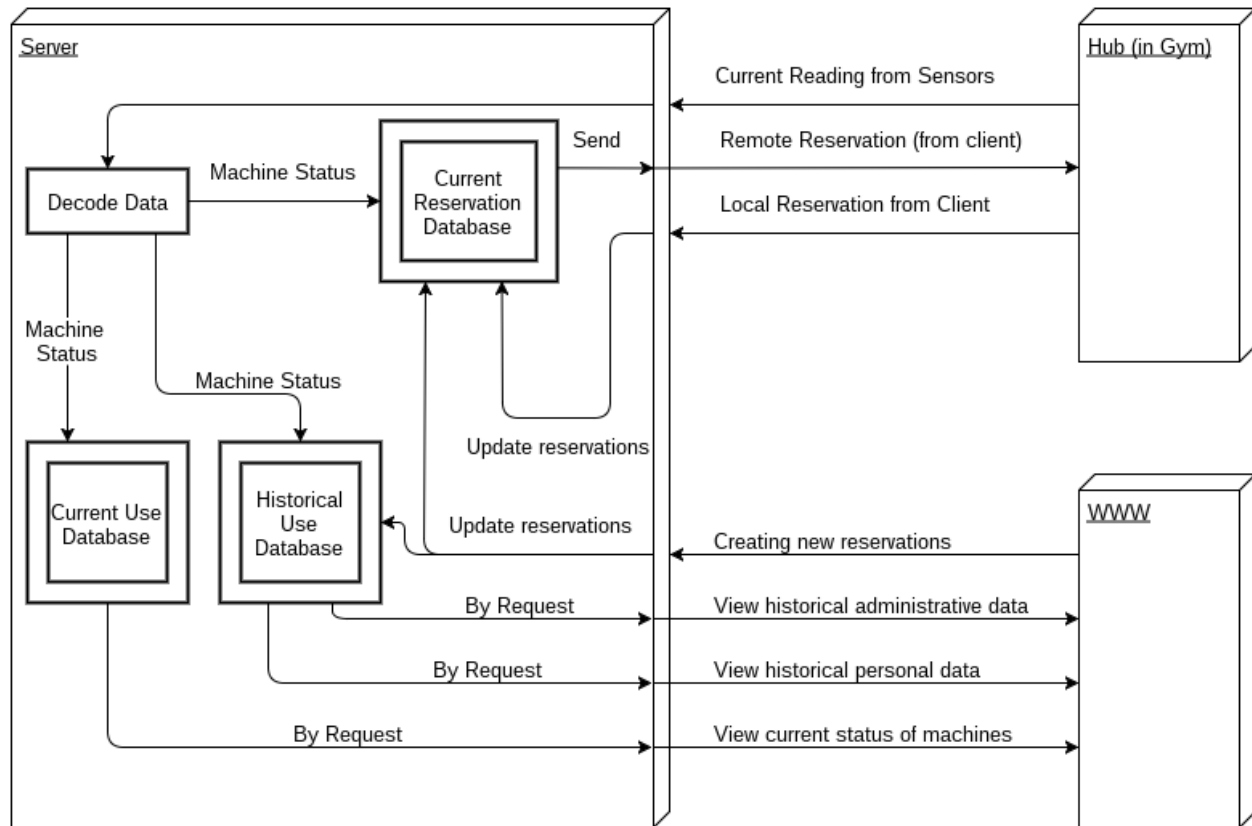 Server
Hub (in Gym)
Current Reading from Sensors
Send
Remote Reservation (from client)
Machine Status
Current
Reservation
Database
Decode Data
Local Reservation from Client
Machine
Status
Machine Status
Update reservations
Current Use
Database
Historical
Use
Database
Update reservations
WWW
Creating new reservations
By Request
View historical administrative data
By Request
View historical personal data
By Request
View current status of machines